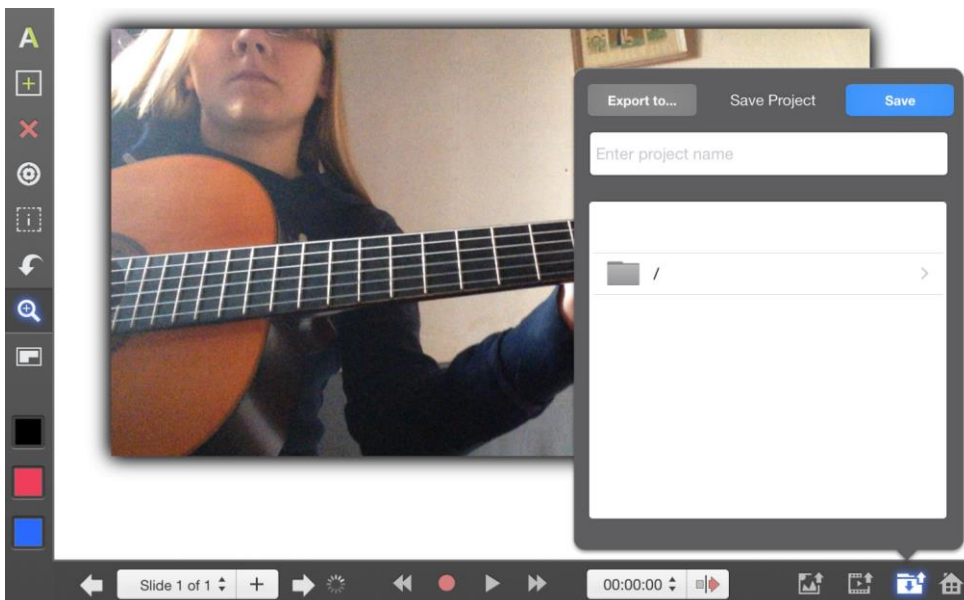 A
Export to...
Save Project
Save
Enter project name
i
/
Slide 1 of 1
+
00:00:00